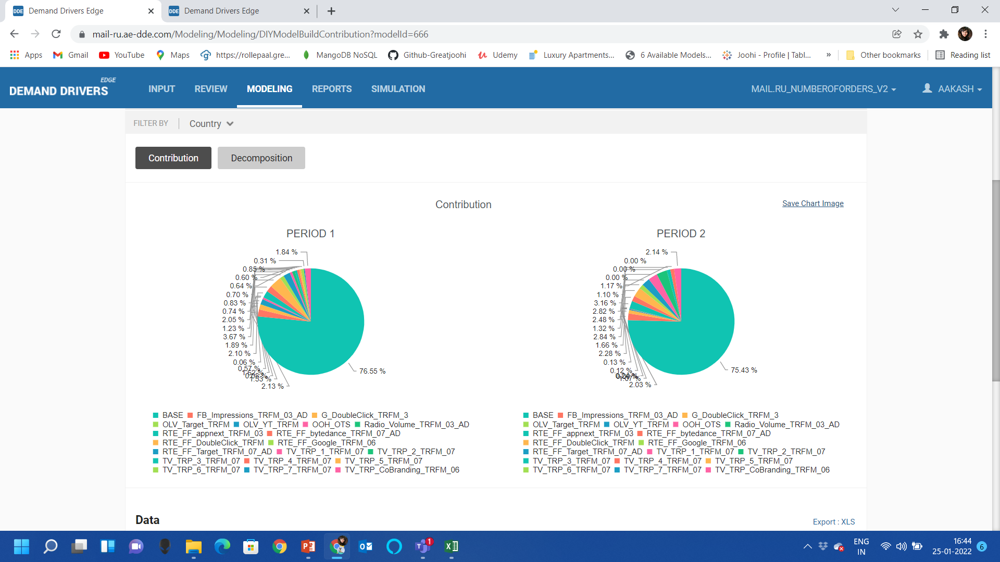 DDE Demand Drivers Edge
DDE Demand Drivers Edge
mail-ru.ae-dde.com/Modeling/Modeling/DIYModelBuildContribution?modelId=666
Apps Gmail YouTube Maps https://rollepaal.gre... MangoDB NoSQL Github-Greatjoohi Udemy Luxury Apartments... 6 Available Models... Joohi - Profile | Tabl... » Other bookmarks Reading list
EDGE
DEMAND DRIVERS
INPUT REVIEW MODELING REPORTS SIMULATION MAIL.RU_NUMBEROFORDERS_V2 AAKASH
FILTER BY Country
Contribution Decomposition
Contribution
Save Chart Image
PERIOD 1
1.84 %
0.31 %
0.85 %
0.60 %
0.64 %
0.70 %
0.83 %
0.74 %
2.05 %
1.23 %
3.67 %
1.89 %
2.10 %
0.06 %
0.57 %
1.53 %
2.13 %
76.55 %
BASE FB_Impressions_TRFM_03_AD G_DoubleClick_TRFM_3
OLV_Target_TRFM OLV_YT_TRFM OOH_OTS Radio_Volume_TRFM_03_AD
RTE_FF_appnext_TRFM_03 RTE_FF_bytedance_TRFM_07_AD
RTE_FF_DoubleClick_TRFM RTE_FF_Google_TRFM_06
RTE_FF_Target_TRFM_07_AD TV_TRP_1_TRFM_07 TV_TRP_2_TRFM_07
TV_TRP_3_TRFM_07 TV_TRP_4_TRFM_07 TV_TRP_5_TRFM_07
TV_TRP_6_TRFM_07 TV_TRP_7_TRFM_07 TV_TRP_CoBranding_TRFM_06
PERIOD 2
2.14 %
0.00 %
0.00 %
0.00 %
1.17 %
1.10 %
3.16 %
2.82 %
2.48 %
1.32 %
2.84 %
1.66 %
2.28 %
0.13 %
0.12 %
2.03 %
75.43 %
BASE FB_Impressions_TRFM_03_AD G_DoubleClick_TRFM_3
OLV_Target_TRFM OLV_YT_TRFM OOH_OTS Radio_Volume_TRFM_03_AD
RTE_FF_appnext_TRFM_03 RTE_FF_bytedance_TRFM_07_AD
RTE_FF_DoubleClick_TRFM RTE_FF_Google_TRFM_06
RTE_FF_Target_TRFM_07_AD TV_TRP_1_TRFM_07 TV_TRP_2_TRFM_07
TV_TRP_3_TRFM_07 TV_TRP_4_TRFM_07 TV_TRP_5_TRFM_07
TV_TRP_6_TRFM_07 TV_TRP_7_TRFM_07 TV_TRP_CoBranding_TRFM_06
Data
Export : XLS
1
ENG
IN
16:44
25-01-2022
6